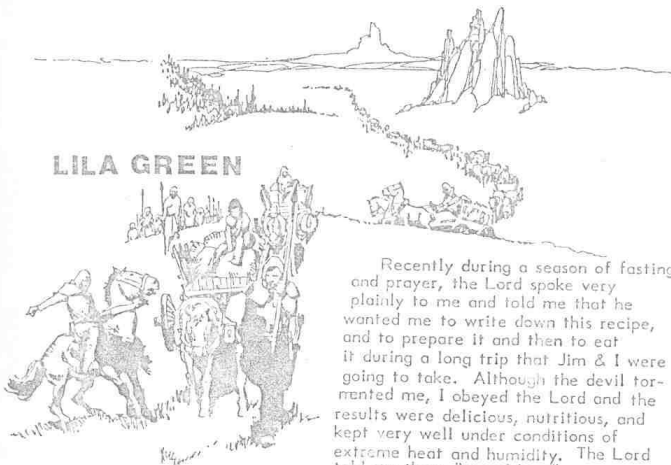 LILA GREEN
Recently during a season of fasting
and prayer, the Lord spoke very
plainly to me and told me that he
wanted me to write down this recipe,
and to prepare it and then to eat
it during a long trip that Jim & I were
going to take. Although the devil tor-
mented me, I obeyed the Lord and the
results were delicious, nutritious, and
kept very well under conditions of
extreme heat and humidity. The Lord